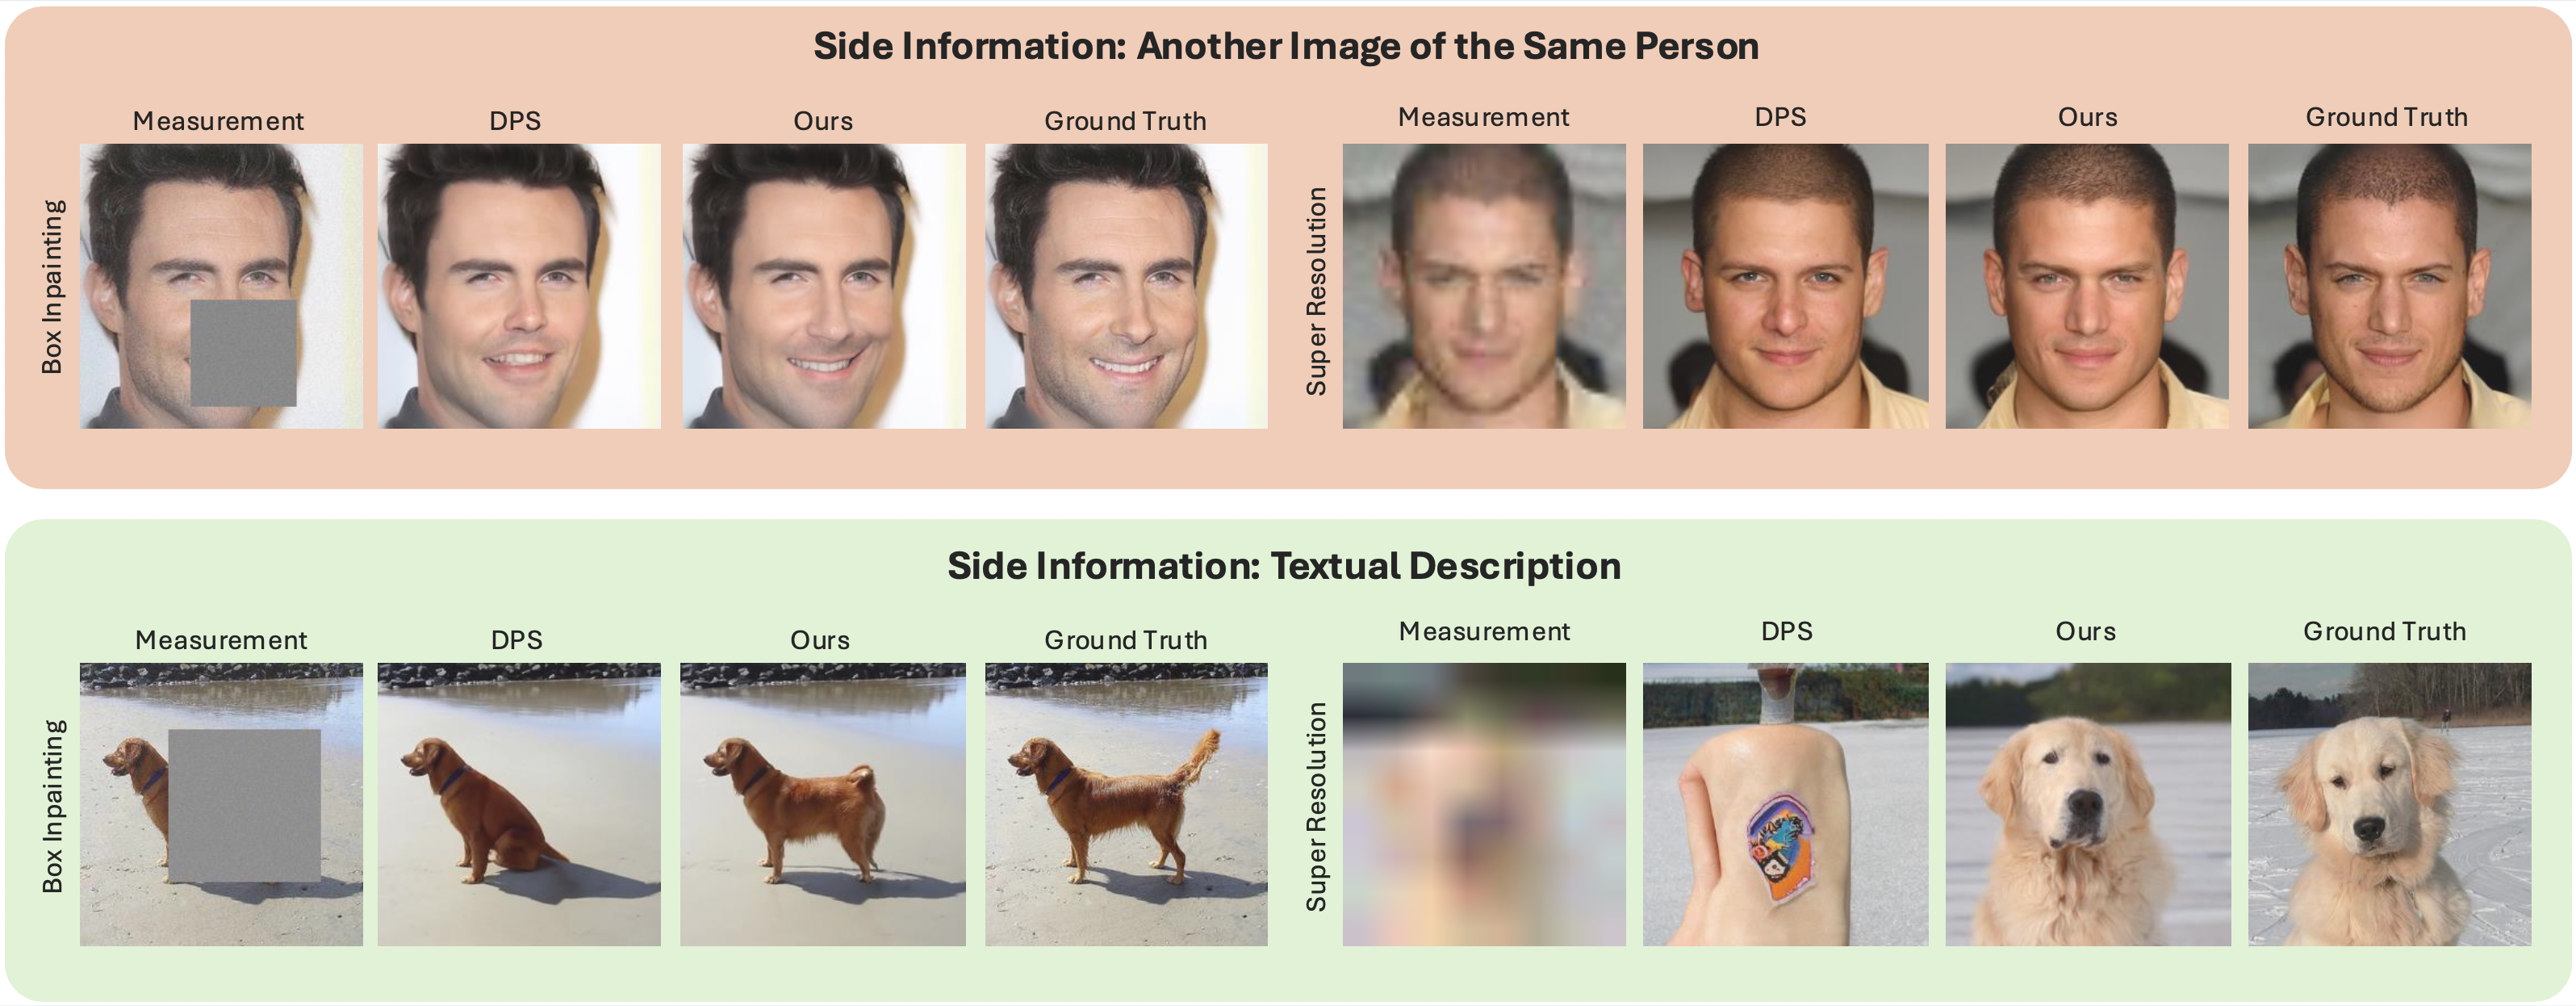 Side Information: Another Image of the Same Person
Measurement DPS Ours Ground Truth Measurement DPS Ours Ground Truth
Box Inpainting
Super Resolution
Side Information: Textual Description
Measurement DPS Ours Ground Truth Measurement DPS Ours Ground Truth
Box Inpainting
Super Resolution